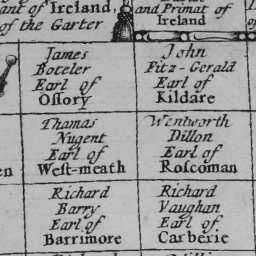 ant of Ireland,
of the Garter
and Primat of
Ireland
James
Boteler
Earl of
Ossory
John
Fitz-Gerald
Earl of
Kildare
Thamas
Nugent
Earl of
West-meath
Wentworth
Dillon
Earl of
Roscoman
en
Richard
Barry
Earl of
Barrimore
Richard
Vaughan
Earl of
Carberie